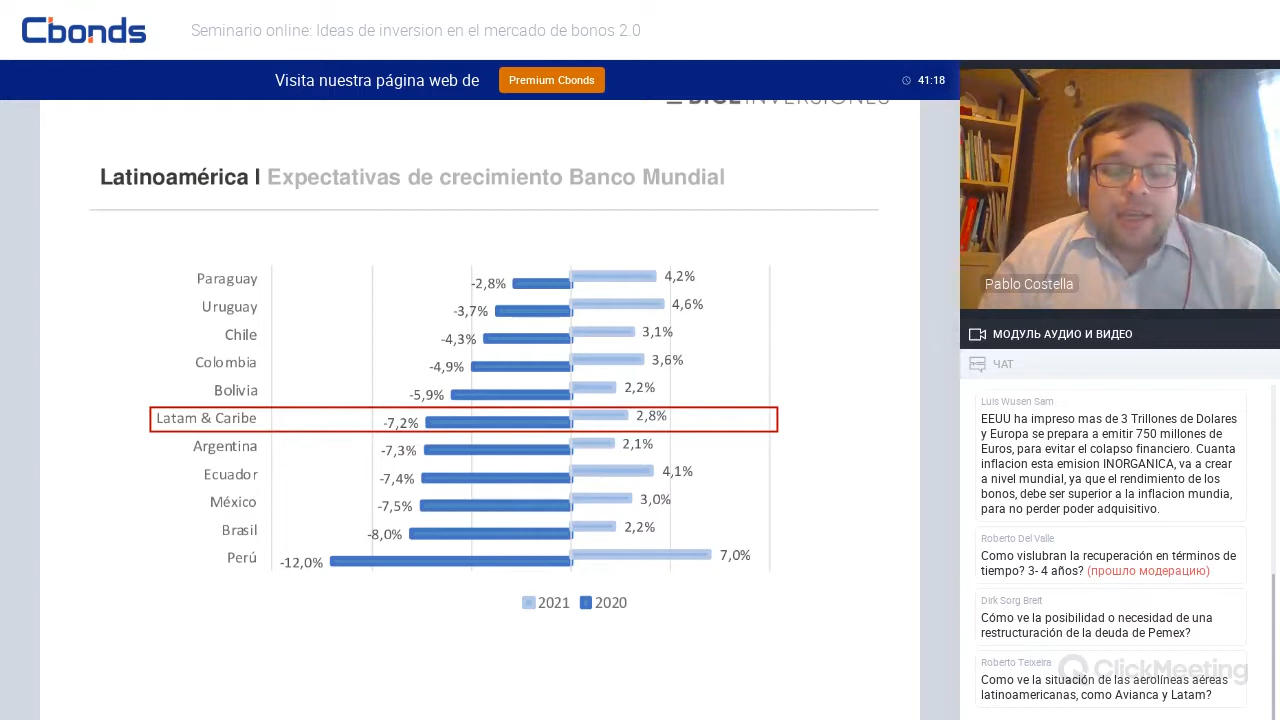 Cbonds
Seminario online: Ideas de inversion en el mercado de bonos 2.0
Visita nuestra página web de
Premium Cbonds
41:18
BICE INVERSIONES
Latinoamérica I Expectativas de crecimiento Banco Mundial
Paraguay -2,8% 4,2%
Uruguay -3,7% 4,6%
Chile -4,3% 3,1%
Colombia -4,9% 3,6%
Bolivia -5,9% 2,2%
Latam & Caribe -7,2% 2,8%
Argentina -7,3% 2,1%
Ecuador -7,4% 4,1%
México -7,5% 3,0%
Brasil -8,0% 2,2%
Perú -12,0% 7,0%
2021 2020
Pablo Costella
МОДУЛЬ АУДИО И ВИДЕО
ЧАТ
Luis Wusen Sam
EEUU ha impreso mas de 3 Trillones de Dolares
y Europa se prepara a emitir 750 millones de
Euros, para evitar el colapso financiero. Cuanta
inflacion esta emision INORGANICA, va a crear
a nivel mundial, ya que el rendimiento de los
bonos, debe ser superior a la inflacion mundia,
para no perder poder adquisitivo.
Roberto Del Valle
Como vislubran la recuperación en términos de
tiempo? 3- 4 años? (прошло модерацию)
Dirk Sorg Breit
Cómo ve la posibilidad o necesidad de una
restructuración de la deuda de Pemex?
Roberto Teixeira
ClickMeeting
Como ve la situación de las aerolíneas aéreas
latinoamericanas, como Avianca y Latam?